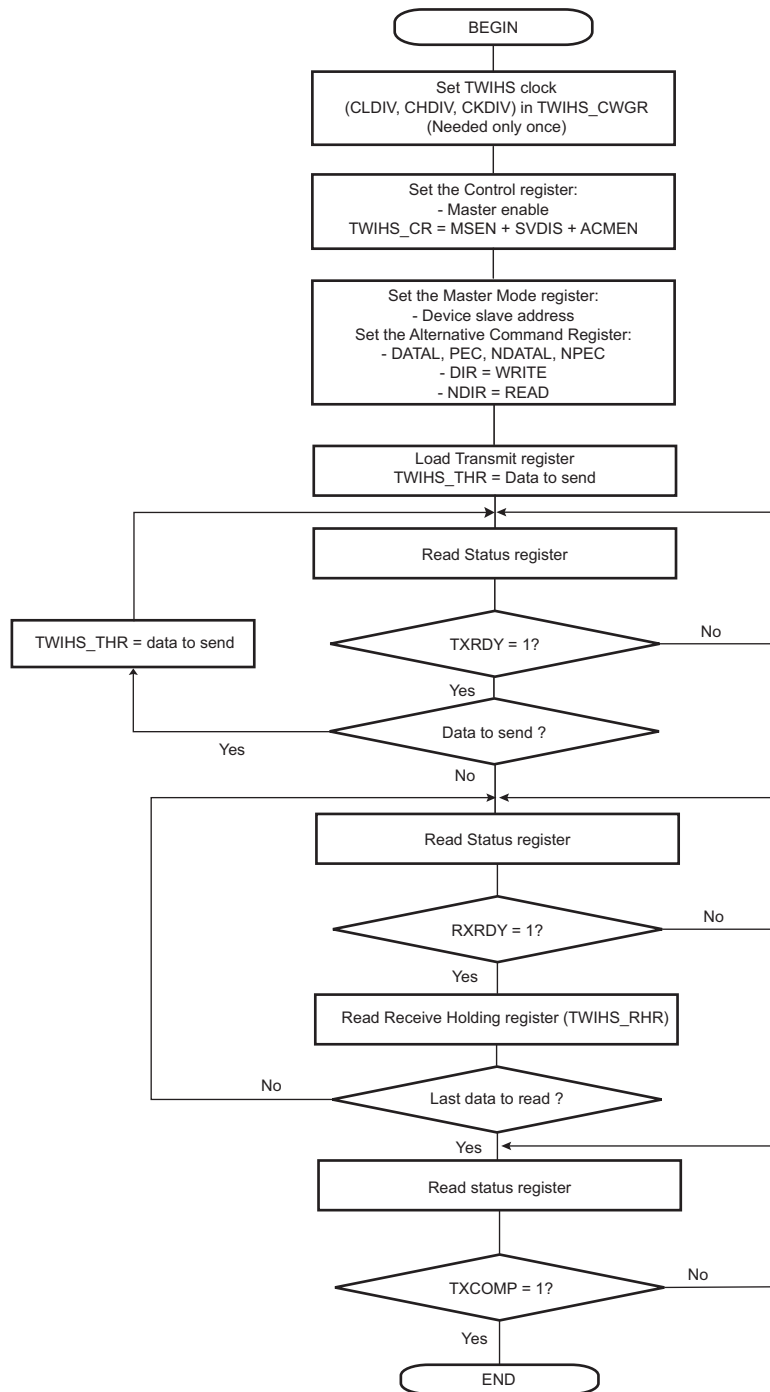 BEGIN
Set TWIHS clock
(CLDIV, CHDIV, CKDIV) in TWIHS_CWGR
(Needed only once)
Set the Control register:
- Master enable
TWIHS_CR = MSEN + SVDIS + ACMEN
Set the Master Mode register:
- Device slave address
Set the Alternative Command Register:
- DATAL, PEC, NDATAL, NPEC
- DIR = WRITE
- NDIR = READ
Load Transmit register
TWIHS_THR = Data to send
Read Status register
TWIHS_THR = data to send
TXRDY = 1?
No
Yes
Data to send ?
Yes
No
Read Status register
RXRDY = 1?
No
Yes
Read Receive Holding register (TWIHS_RHR)
No
Last data to read ?
Yes
Read status register
TXCOMP = 1?
No
Yes
END